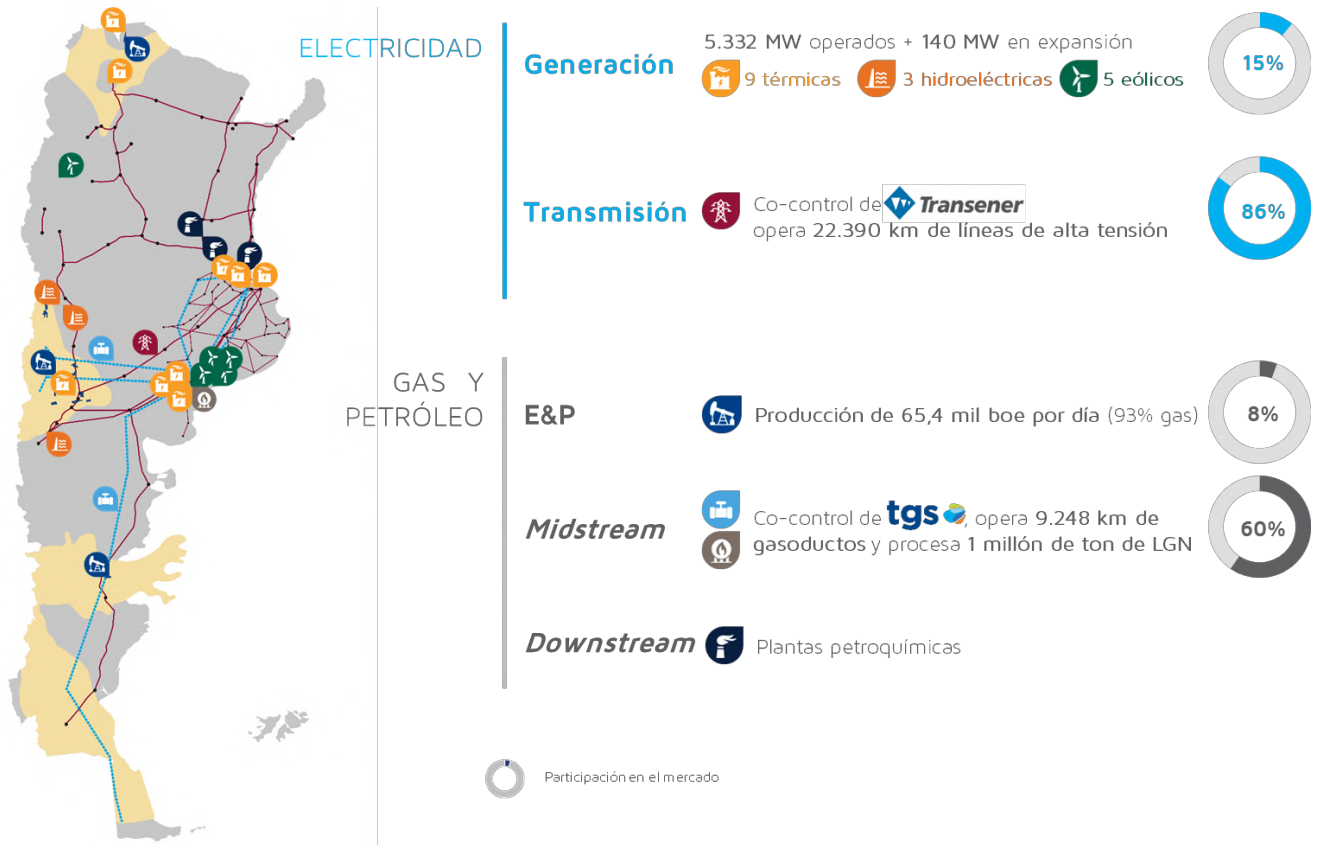 ELECTRICIDAD
Generación
5.332 MW operados + 140 MW en expansión
9 térmicas 3 hidroeléctricas 5 eólicos
15%
Transmisión
Co-control de Transener
opera 22.390 km de líneas de alta tensión
86%
GAS Y
PETRÓLEO
E&P
Producción de 65,4 mil boe por día (93% gas)
8%
Midstream
Co-control de tgs, opera 9.248 km de
gasoductos y procesa 1 millón de ton de LGN
60%
Downstream
Plantas petroquímicas
Participación en el mercado